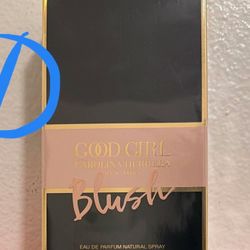 GOOD GIRL
CAROLINA HERRERA
NEW YORK
Blush
EAU DE PARFUM NATURAL SPRAY